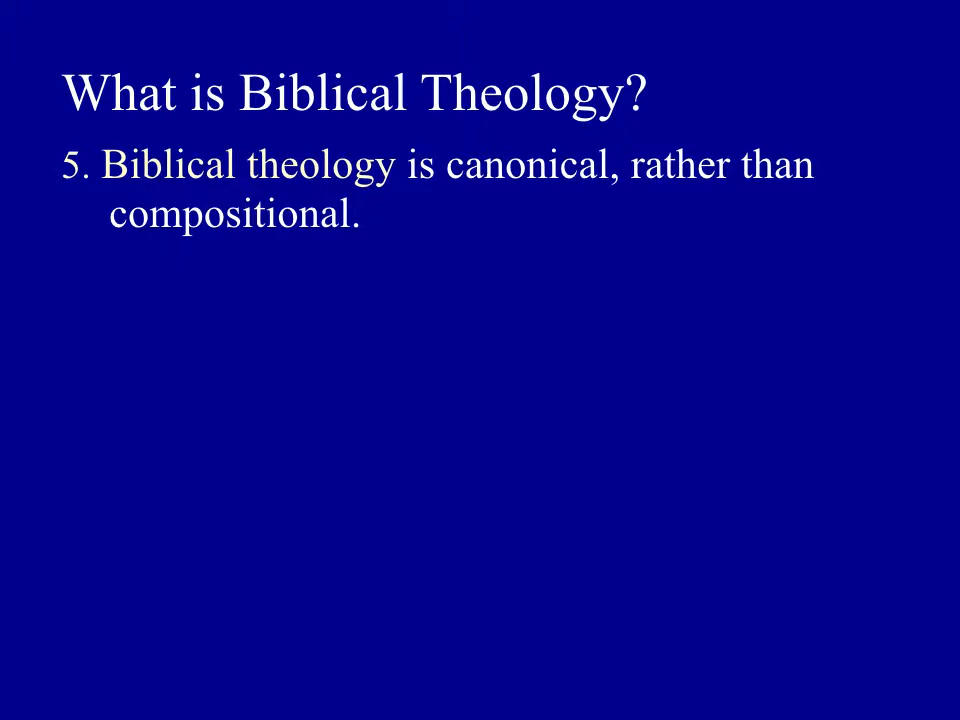 What is Biblical Theology?
5. Biblical theology is canonical, rather than
compositional.